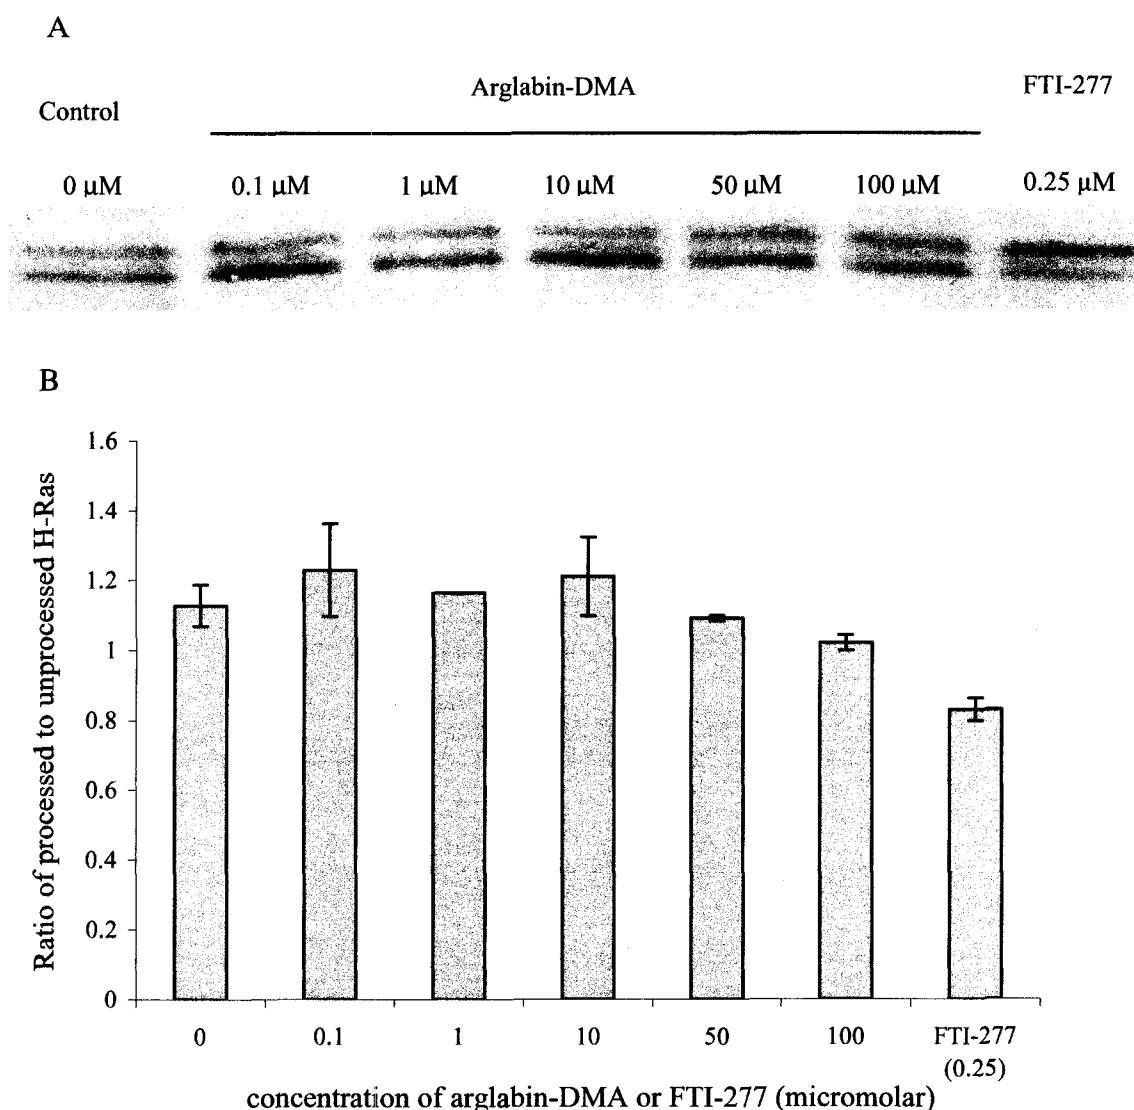 A
Control
Arglabin-DMA
FTI-277
0 µM
0.1 µM
1 µM
10 µM
50 µM
100 µM
0.25 µM
B
Ratio of processed to unprocessed H-Ras
1.6
1.4
1.2
1
0.8
0.6
0.4
0.2
0
0
0.1
1
10
50
100
FTI-277
(0.25)
concentration of arglabin-DMA or FTI-277 (micromolar)